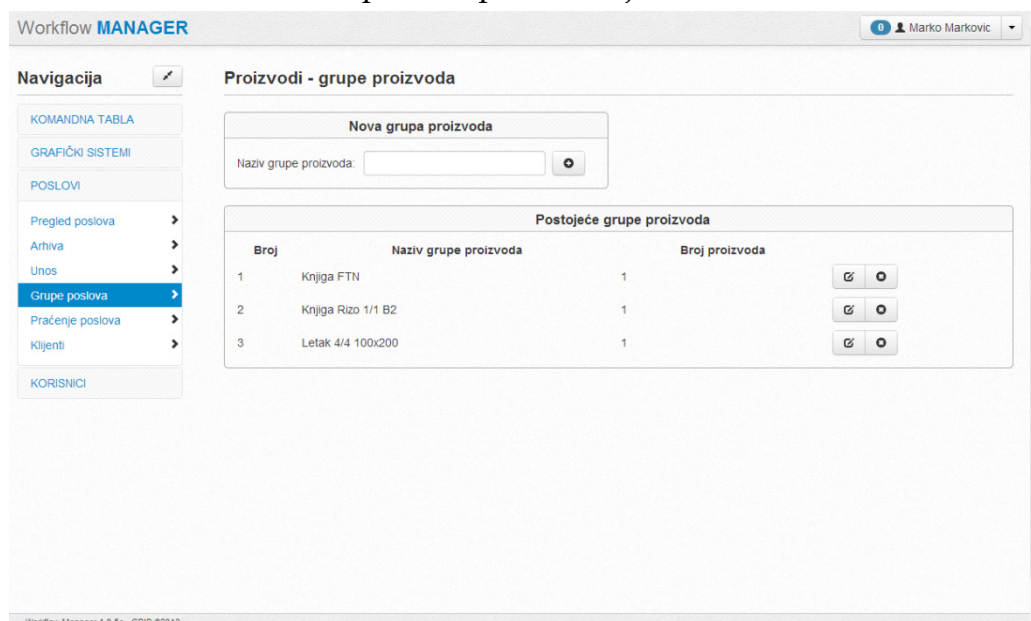 Workflow MANAGER
0 Marko Markovic
Navigacija
KOMANDNA TABLA
GRAFIČKI SISTEMI
POSLOVI
Pregled poslova
Arhiva
Unos
Grupe poslova
Praćenje poslova
Klijenti
KORISNICI
Proizvodi - grupe proizvoda
Nova grupa proizvoda
Naziv grupe proizvoda:
Postojeće grupe proizvoda
Broj Naziv grupe proizvoda Broj proizvoda
1 Knjiga FTN 1
2 Knjiga Rizo 1/1 B2 1
3 Letak 4/4 100x200 1